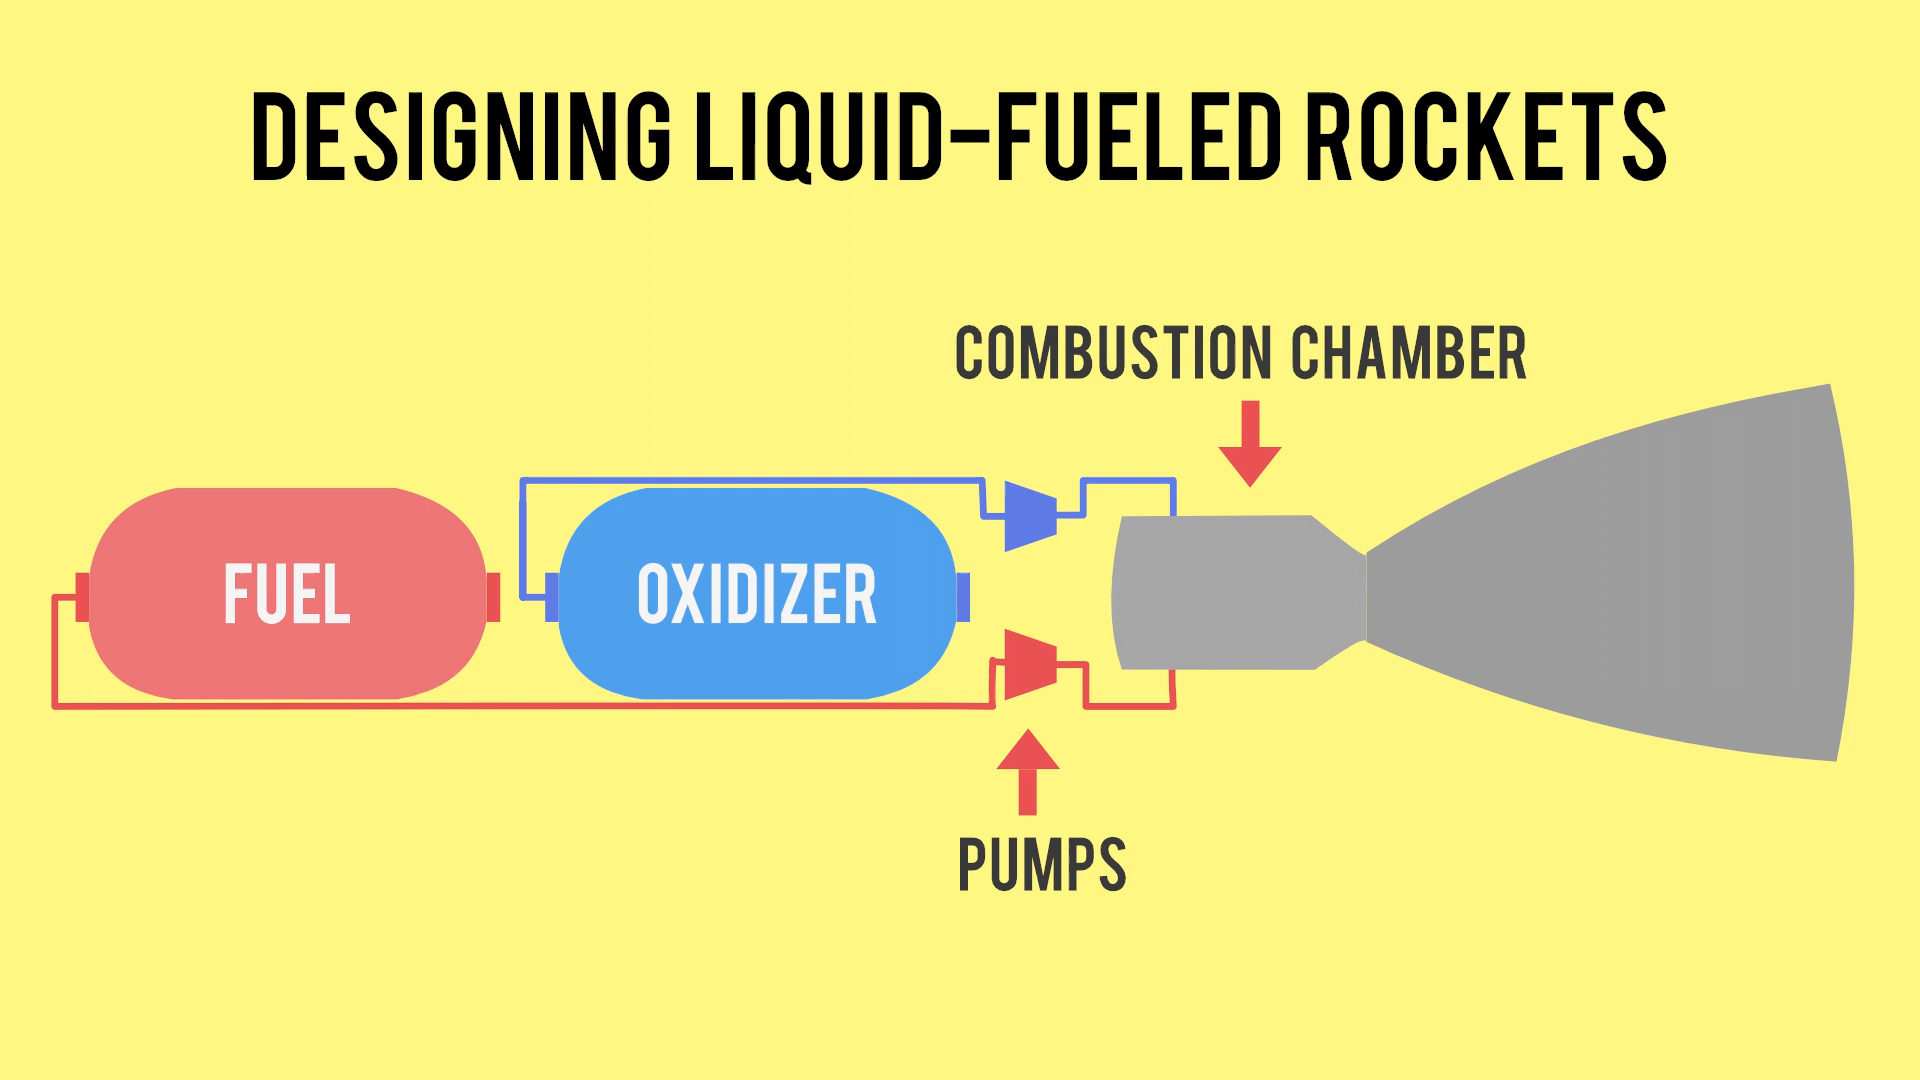 DESIGNING LIQUID-FUELED ROCKETS
COMBUSTION CHAMBER
FUEL
OXIDIZER
PUMPS